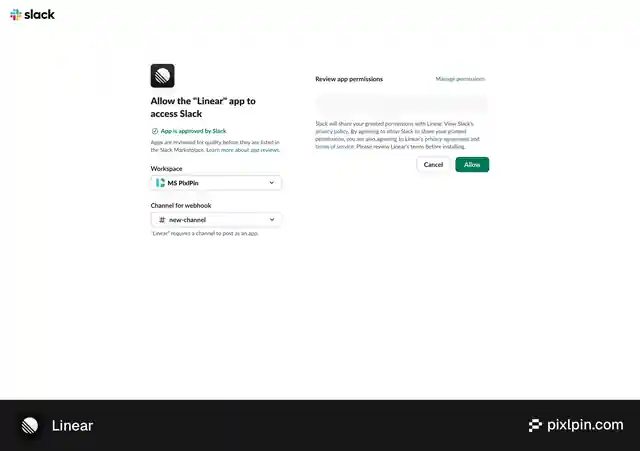 slack
Allow the "Linear" app to
access Slack
App is approved by Slack
Apps are reviewed for quality before they are listed
in the Slack Marketplace. Learn more about app reviews.
Workspace
MS PixlPin
Channel for webhook
# new-channel
"Linear" requires a channel to post as an app.
Review app permissions
Manage permissions
Slack will share your granted permissions with Linear. View Slack's
privacy policy. By agreeing to allow Slack to share your granted
permission, you are also agreeing to Linear's privacy agreement and
terms of service. Please review Linear's terms before installing.
Cancel
Allow
Linear
pixlpin.com